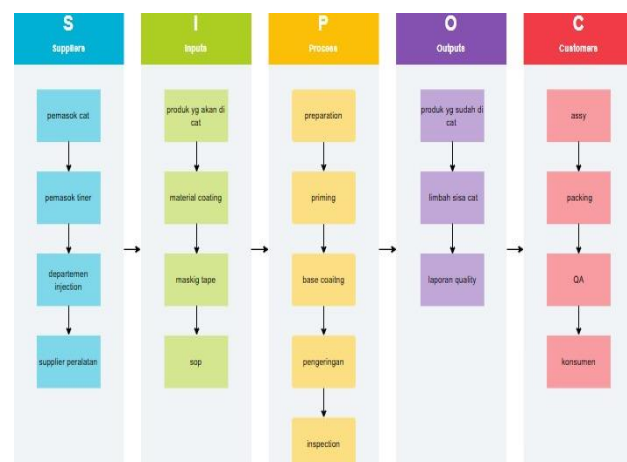 S
Suppliers
pemasok cat
pemasok tiner
departemen
injection
supplier peralatan
I
Inputs
produk yg akan di
cat
material coating
maskig tape
sop
P
Process
preparation
priming
base coaitng
pengeringan
inspection
O
Outputs
produk yg sudah di
cat
limbah sisa cat
laporan quality
C
Customers
assy
packing
QA
konsumen